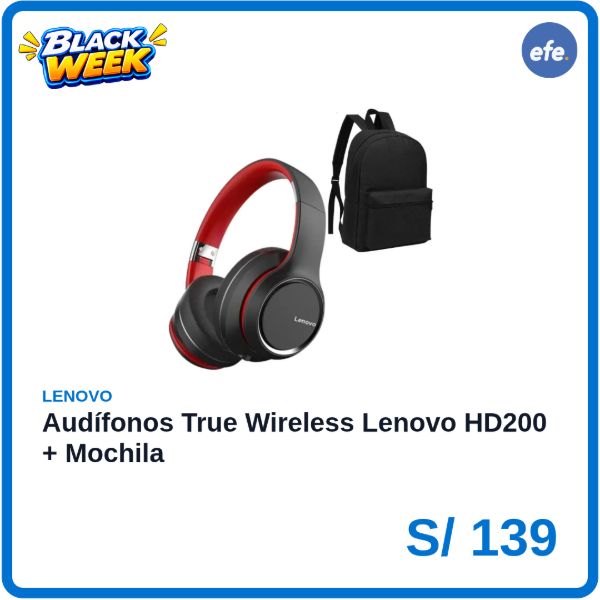 BLACK
WEEK
efe.
Lenovo
LENOVO
Audífonos True Wireless Lenovo HD200
+ Mochila
S/ 139